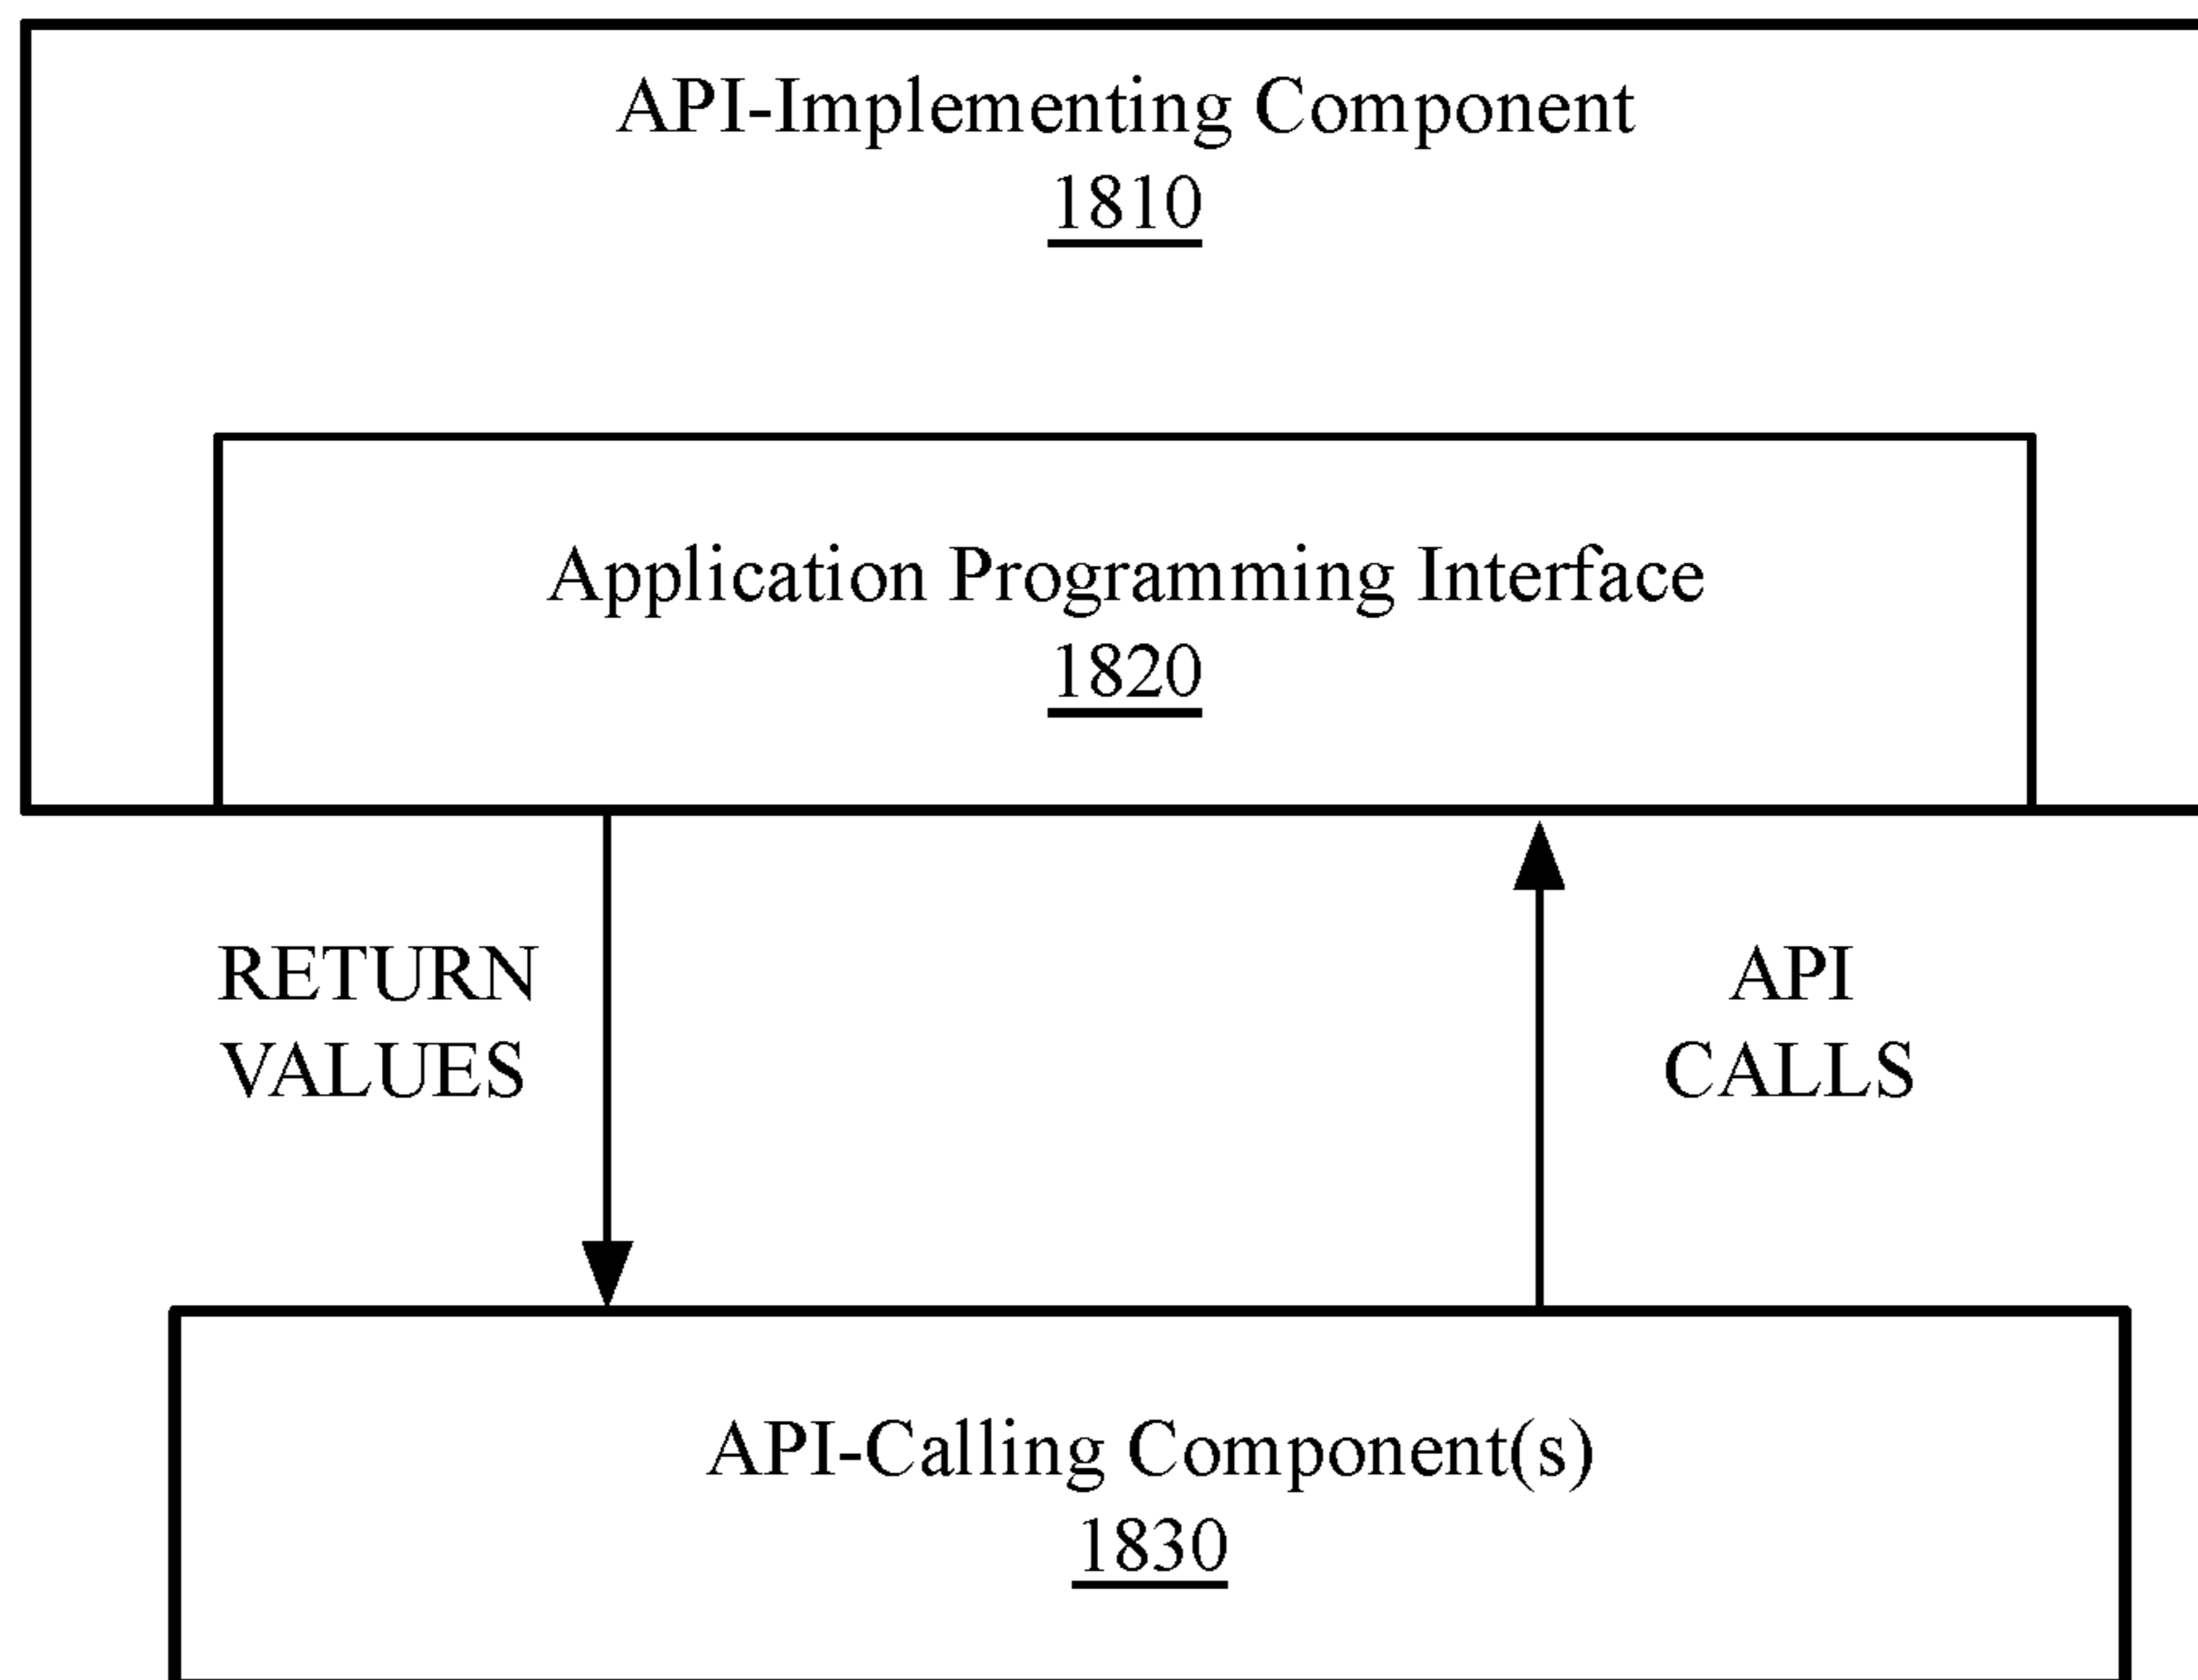 API-Implementing Component
1810
Application Programming Interface
1820
RETURN
VALUES
API
CALLS
API-Calling Component(s)
1830